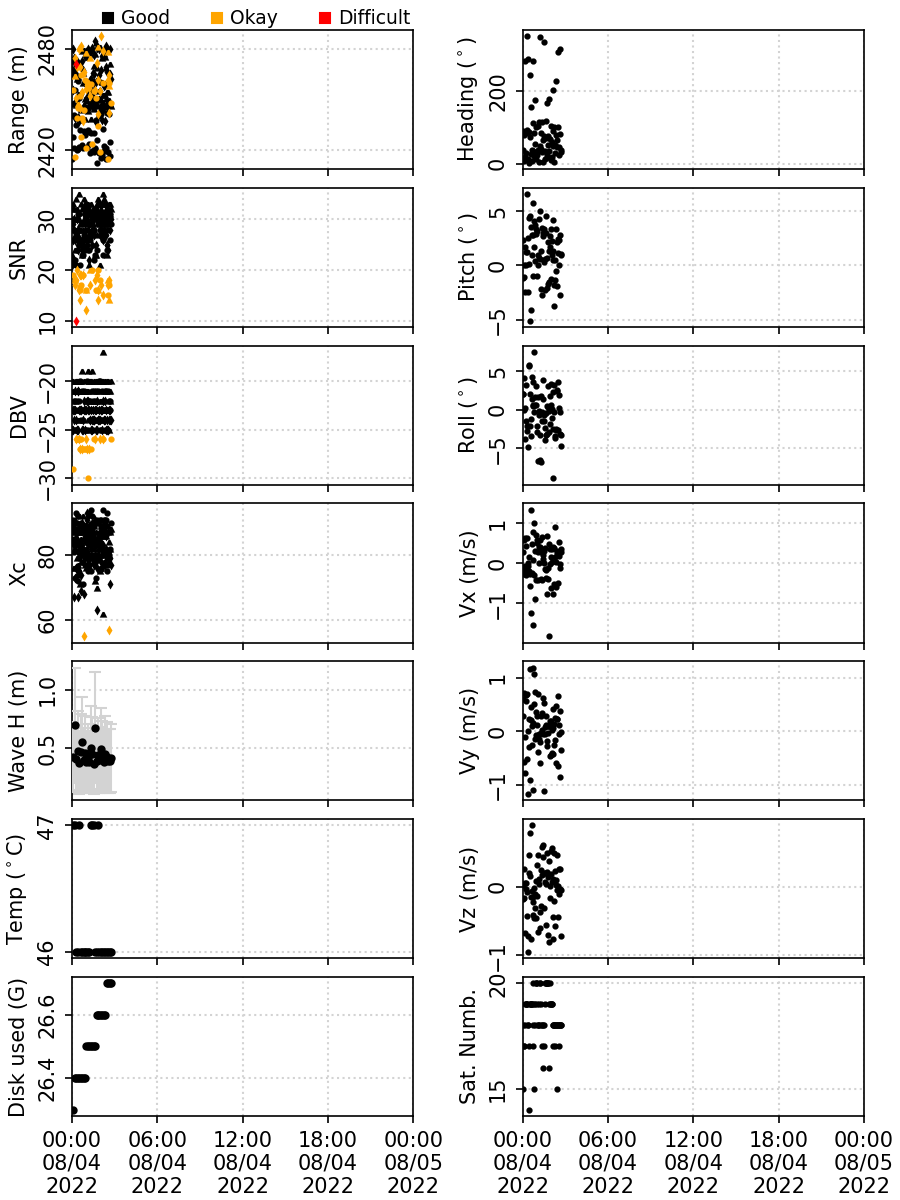 Good Okay Difficult
Range (m)
2480
2420
Heading (°)
200
0
SNR
30
20
10
Pitch (°)
5
0
−5
DBV
−20
−25
−30
Roll (°)
5
0
−5
Xc
80
60
Vx (m/s)
1
0
−1
Wave H (m)
1.0
0.5
Vy (m/s)
1
0
−1
Temp (°C)
47
46
Vz (m/s)
0
−1
Disk used (G)
26.6
26.4
Sat. Numb.
20
15
00:00 06:00 12:00 18:00 00:00
08/04 08/04 08/04 08/04 08/05
2022 2022 2022 2022 2022
00:00 06:00 12:00 18:00 00:00
08/04 08/04 08/04 08/04 08/05
2022 2022 2022 2022 2022